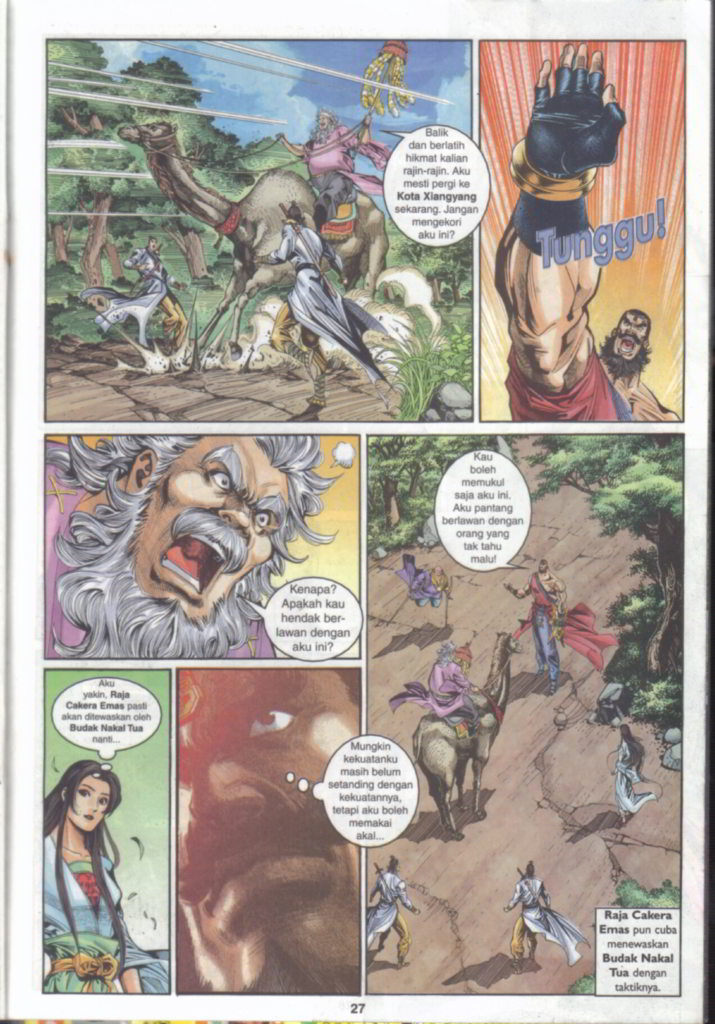 Balik
dan berlatih
hikmat kalian
rajin-rajin. Aku
mesti pergi ke
Kota Xiangyang
sekarang. Jangan
mengekori
aku ini?
Tunggu!
Kenapa?
Apakah kau
hendak ber-
lawan dengan
aku ini?
Kau
boleh
memukul
saja aku ini.
Aku pantang
berlawan dengan
orang yang
tak tahu
malu!
Aku
yakin, Raja
Cakera Emas pasti
akan ditewaskan oleh
Budak Nakal Tua
nanti...
Mungkin
kekuatanku
masih belum
setanding dengan
kekuatannya,
tetapi aku boleh
memakai
akal...
Raja Cakera
Emas pun cuba
menewaskan
Budak Nakal
Tua dengan
taktiknya.
27